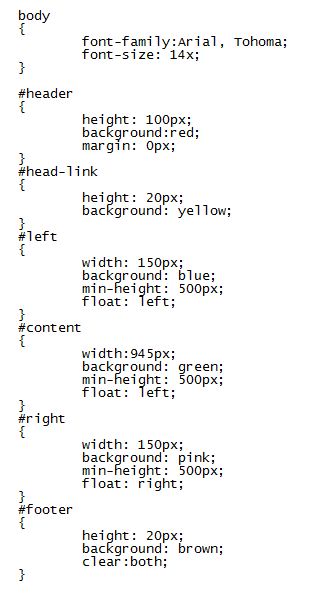 body
{
font-family:Arial, Tohoma;
font-size: 14x;
}
#header
{
height: 100px;
background:red;
margin: 0px;
}
#head-link
{
height: 20px;
background: yellow;
}
#left
{
width: 150px;
background: blue;
min-height: 500px;
float: left;
}
#content
{
width:945px;
background: green;
min-height: 500px;
float: left;
}
#right
{
width: 150px;
background: pink;
min-height: 500px;
float: right;
}
#footer
{
height: 20px;
background: brown;
clear:both;
}